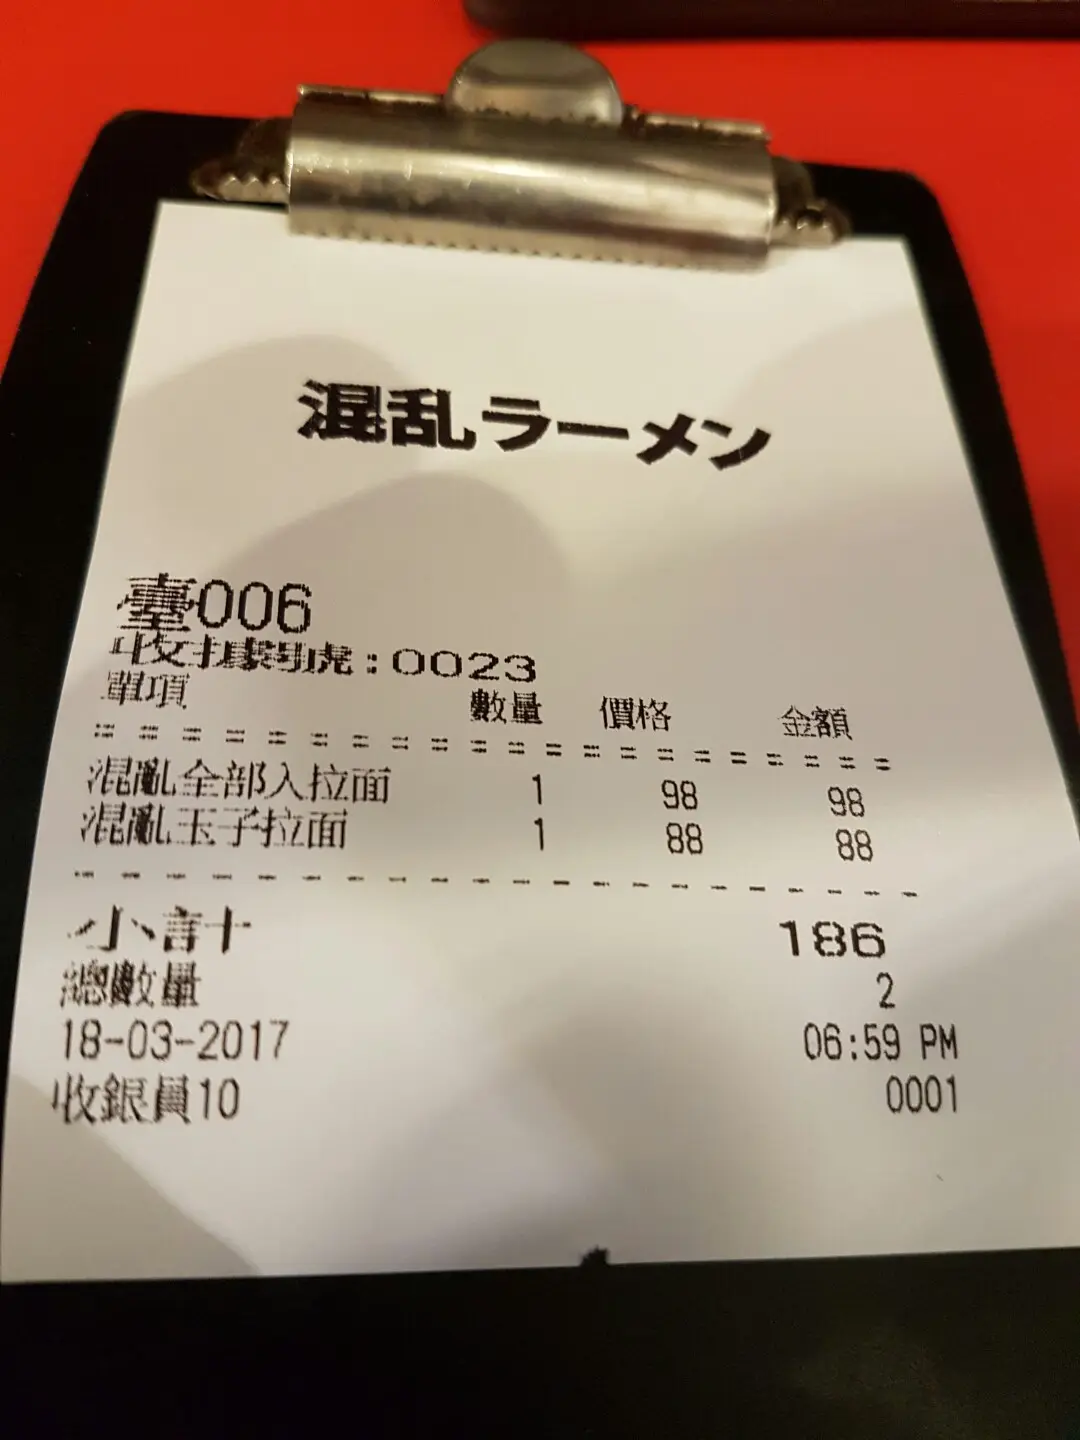 混乱ラーメン
臺006
收據號:0023
單項 數量 價格 金額
混亂全部入拉面 1 98 98
混亂玉子拉面 1 88 88
小計 186
總數量 2
18-03-2017 06:59 PM
收銀員10 0001